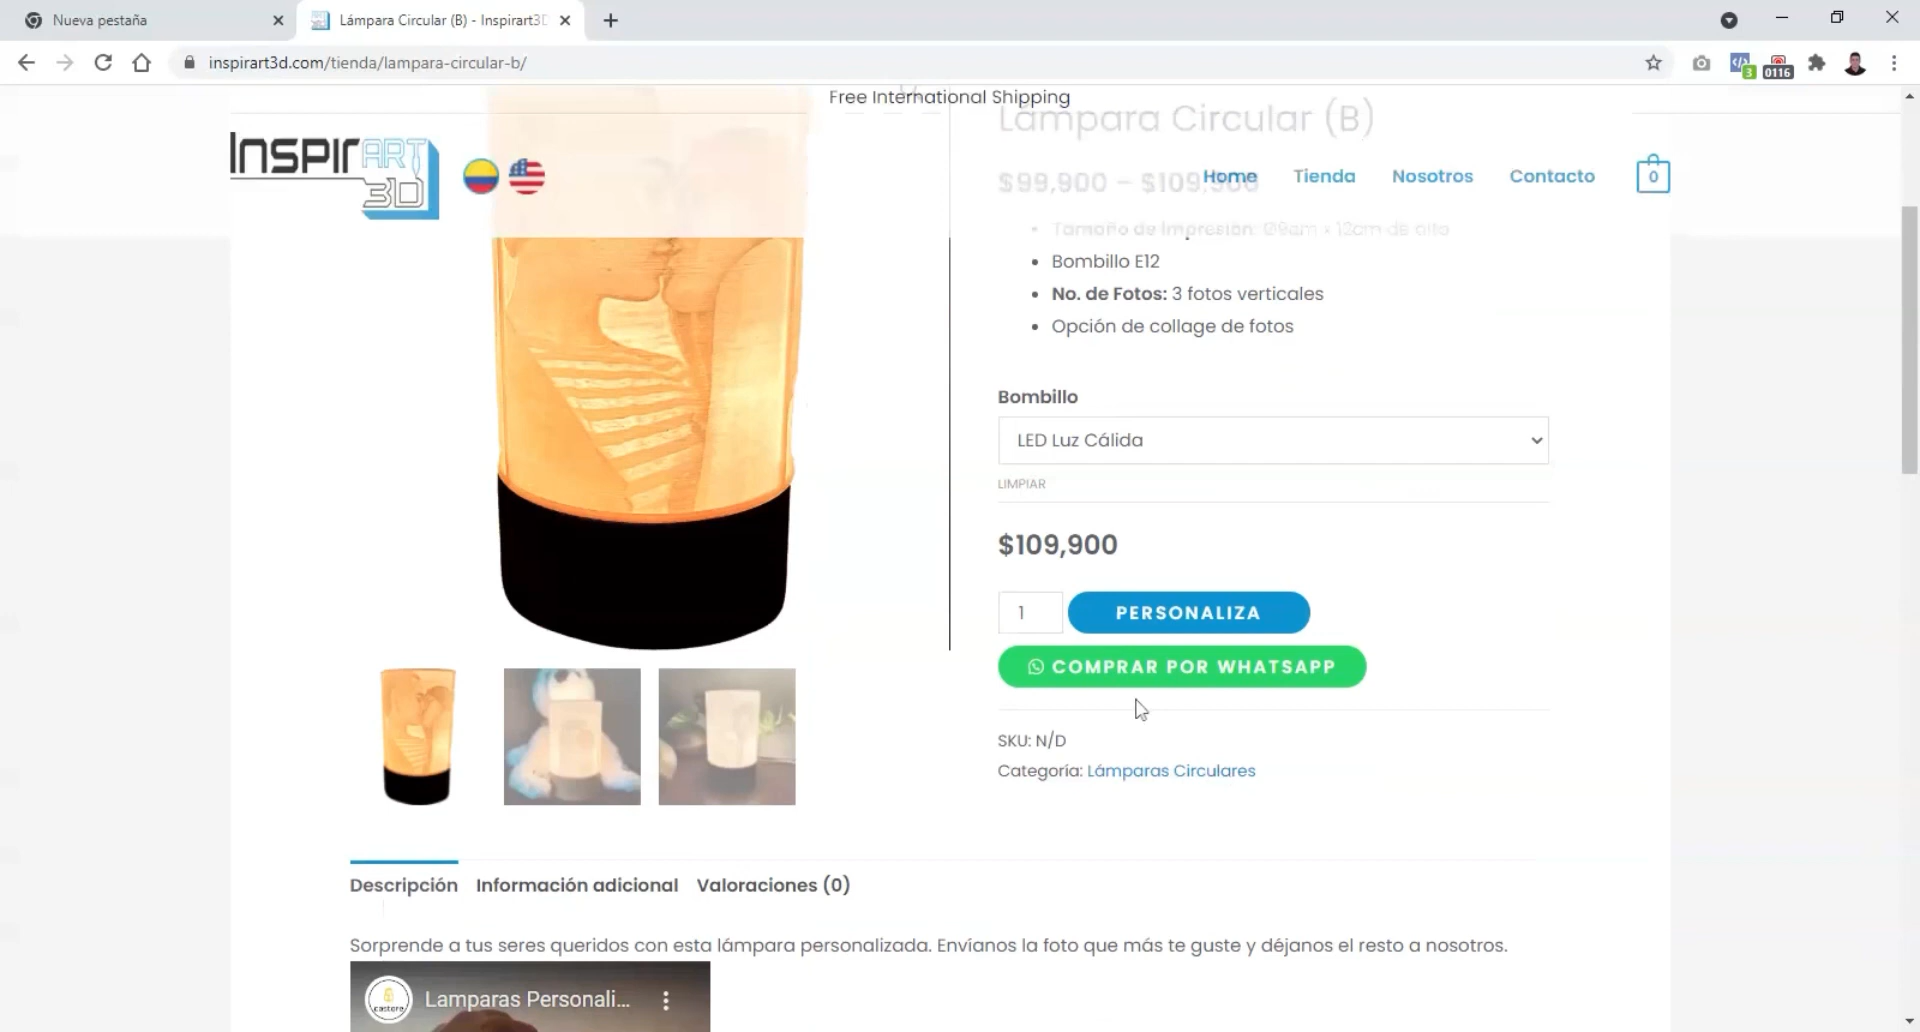 Nueva pestaña
Lámpara Circular (B) - Inspirart3D
inspirart3d.com/tienda/lampara-circular-b/
3
0116
Free International Shipping
INSPIRART
3D
Home
Tienda
Nosotros
Contacto
0
Lámpara Circular (B)
$99,900 – $109,900
Tamaño de Impresión: Ø9cm x 12cm de alto
Bombillo E12
No. de Fotos: 3 fotos verticales
Opción de collage de fotos
Bombillo
LED Luz Cálida
LIMPIAR
$109,900
1
PERSONALIZA
COMPRAR POR WHATSAPP
SKU: N/D
Categoría: Lámparas Circulares
Descripción
Información adicional
Valoraciones (0)
Sorprende a tus seres queridos con esta lámpara personalizada. Envíanos la foto que más te guste y déjanos el resto a nosotros.
castore
Lamparas Personali...